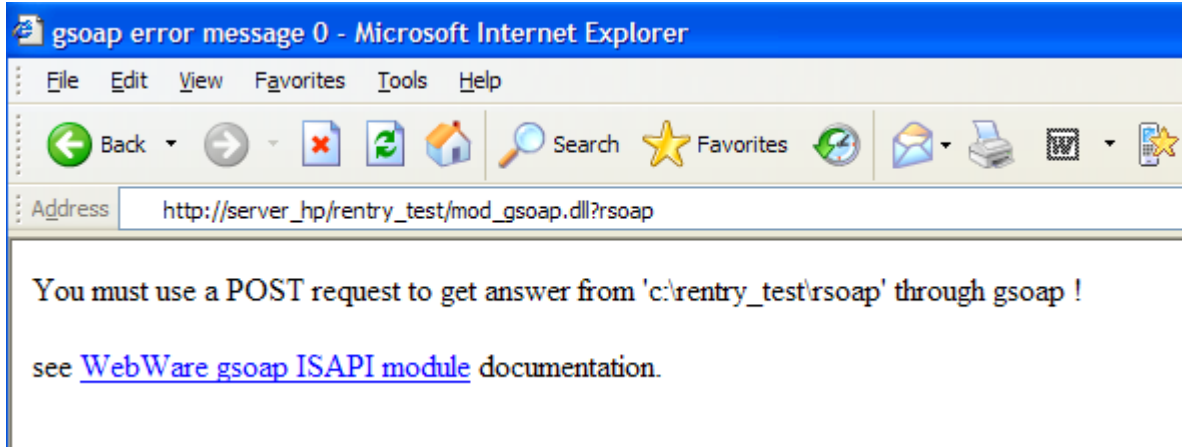 gsoap error message 0 - Microsoft Internet Explorer
File Edit View Favorites Tools Help
Back Search Favorites W
Address http://server_hp/rentry_test/mod_gsoap.dll?rsoap
You must use a POST request to get answer from 'c:\rentry_test\rsoap' through gsoap !
see WebWare gsoap ISAPI module documentation.